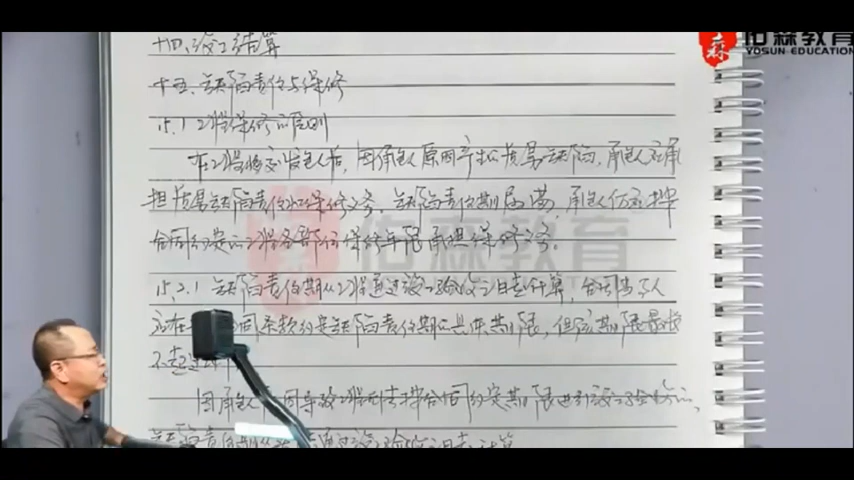 佑森教育
YOSUN EDUCATION
十四、竣工结算
十五、缺陷责任与保修
15.1 工程保修的原则
在工程移交发包人后，因承包人原因产生的质量缺陷，承包人应承
担质量缺陷责任和保修义务。缺陷责任期届满，承包人仍应按
合同约定的工程各部位保修年限承担保修义务。
佑森教育
15.2.1 缺陷责任期从工程通过竣工验收之日起计算，合同当事人
应在 同条款约定缺陷责任期的具体期限，但该期限最长
不超过
因承包人 因导致工程无法按合同约定期限进行竣工验收的，
缺陷责任期从 通过竣工验收之日起计算